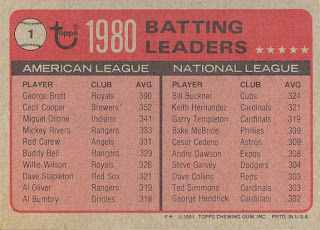 1
Topps
1980 BATTING LEADERS
AMERICAN LEAGUE
PLAYER CLUB AVG
George Brett Royals .390
Cecil Cooper Brewers .352
Miguel Dilone Indians .341
Mickey Rivers Rangers .333
Rod Carew Angels .331
Buddy Bell Rangers .329
Willie Wilson Royals .326
Dave Stapleton Red Sox .321
Al Oliver Rangers .319
Al Bumbry Orioles .318
NATIONAL LEAGUE
PLAYER CLUB AVG
Bill Buckner Cubs .324
Keith Hernandez Cardinals .321
Garry Templeton Cardinals .319
Bake McBride Phillies .309
Cesar Cedeno Astros .309
Andre Dawson Expos .308
Steve Garvey Dodgers .304
Dave Collins Reds .303
Ted Simmons Cardinals .303
George Hendrick Cardinals .302
F* © 1981 TOPPS CHEWING GUM, INC. PRTD. IN U.S.A.